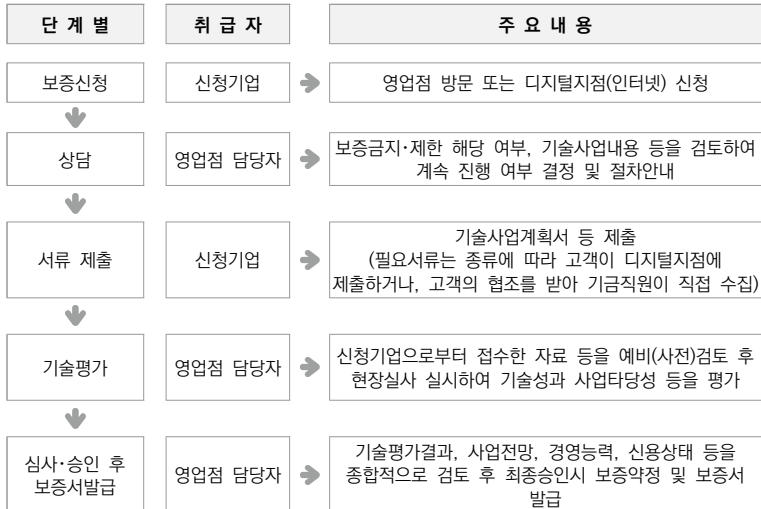 단 계 별 취 급 자 주 요 내 용
보증신청 신청기업 영업점 방문 또는 디지털지점(인터넷) 신청
상담 영업점 담당자 보증금지·제한 해당 여부, 기술사업내용 등을 검토하여
계속 진행 여부 결정 및 절차안내
서류 제출 신청기업 기술사업계획서 등 제출
(필요서류는 종류에 따라 고객이 디지털지점에
제출하거나, 고객의 협조를 받아 기금직원이 직접 수집)
기술평가 영업점 담당자 신청기업으로부터 접수한 자료 등을 예비(사전)검토 후
현장실사 실시하여 기술성과 사업타당성 등을 평가
심사·승인 후
보증서발급 영업점 담당자 기술평가결과, 사업전망, 경영능력, 신용상태 등을
종합적으로 검토 후 최종승인시 보증약정 및 보증서
발급